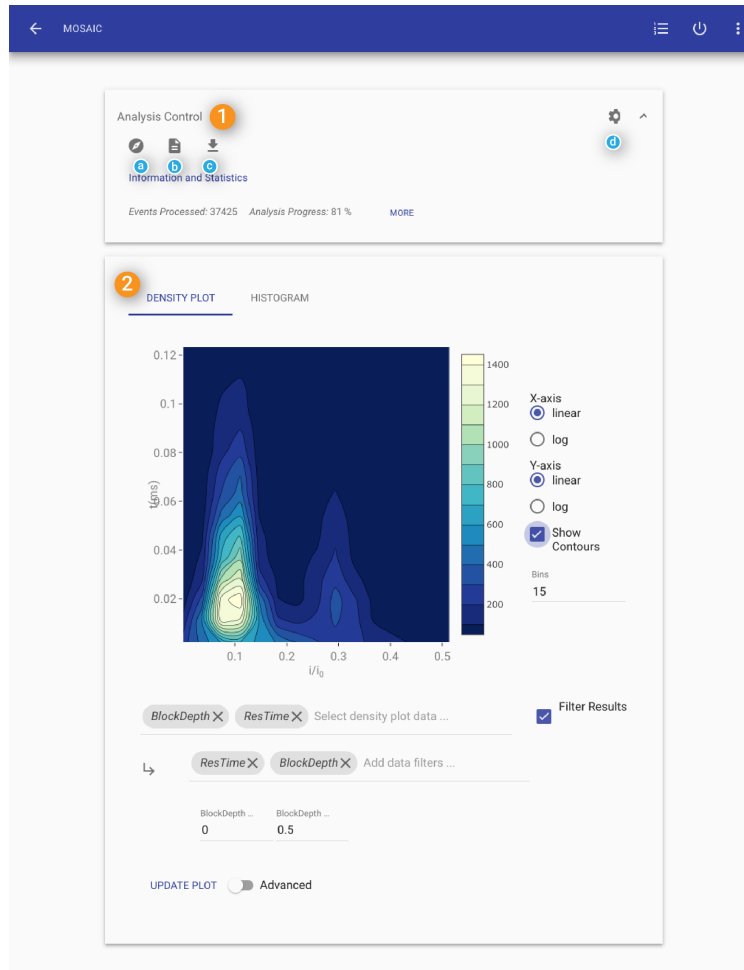 MOSAIC
Analysis Control 1
a b c d
Information and Statistics
Events Processed: 37425 Analysis Progress: 81 % MORE
2
DENSITY PLOT HISTOGRAM
0.12
0.1
0.08
0.06
0.04
0.02
t(ms)
0.1 0.2 0.3 0.4 0.5
i/i0
1400
1200
1000
800
600
400
200
X-axis
linear
log
Y-axis
linear
log
Show
Contours
Bins
15
BlockDepth ResTime Select density plot data ...
Filter Results
ResTime BlockDepth Add data filters ...
BlockDepth ... BlockDepth ...
0 0.5
UPDATE PLOT Advanced